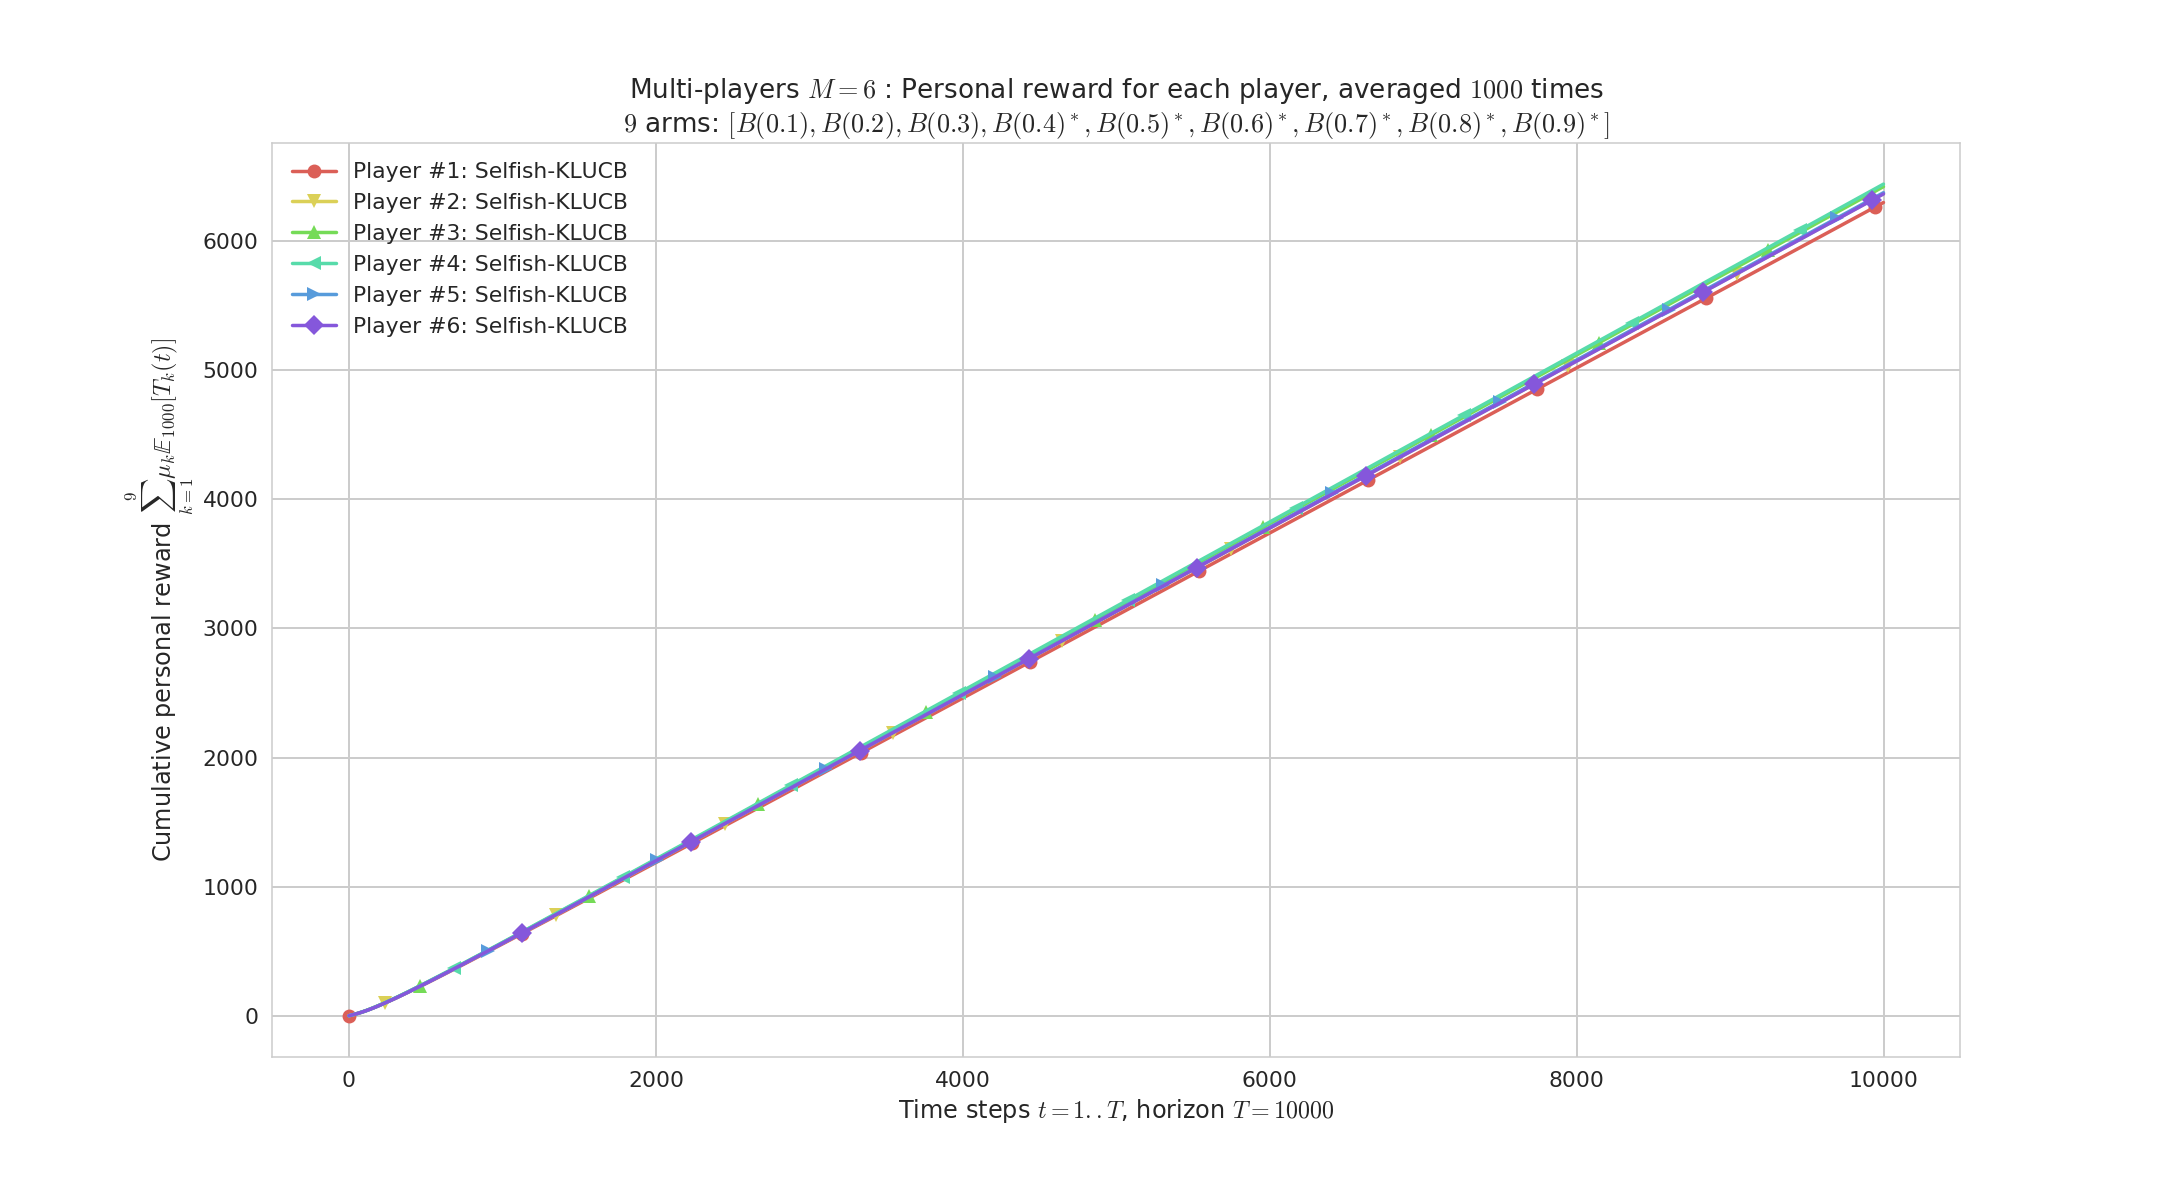 Multi-players M = 6 : Personal reward for each player, averaged 1000 times
9 arms: [B(0.1), B(0.2), B(0.3), B(0.4)*, B(0.5)*, B(0.6)*, B(0.7)*, B(0.8)*, B(0.9)*]
Player #1: Selfish-KLUCB
Player #2: Selfish-KLUCB
Player #3: Selfish-KLUCB
Player #4: Selfish-KLUCB
Player #5: Selfish-KLUCB
Player #6: Selfish-KLUCB
Cumulative personal reward ∑_{k=1}^{9} μ_k 𝔼_{1000}[T_k(t)]
6000
5000
4000
3000
2000
1000
0
0 2000 4000 6000 8000 10000
Time steps t = 1..T, horizon T = 10000